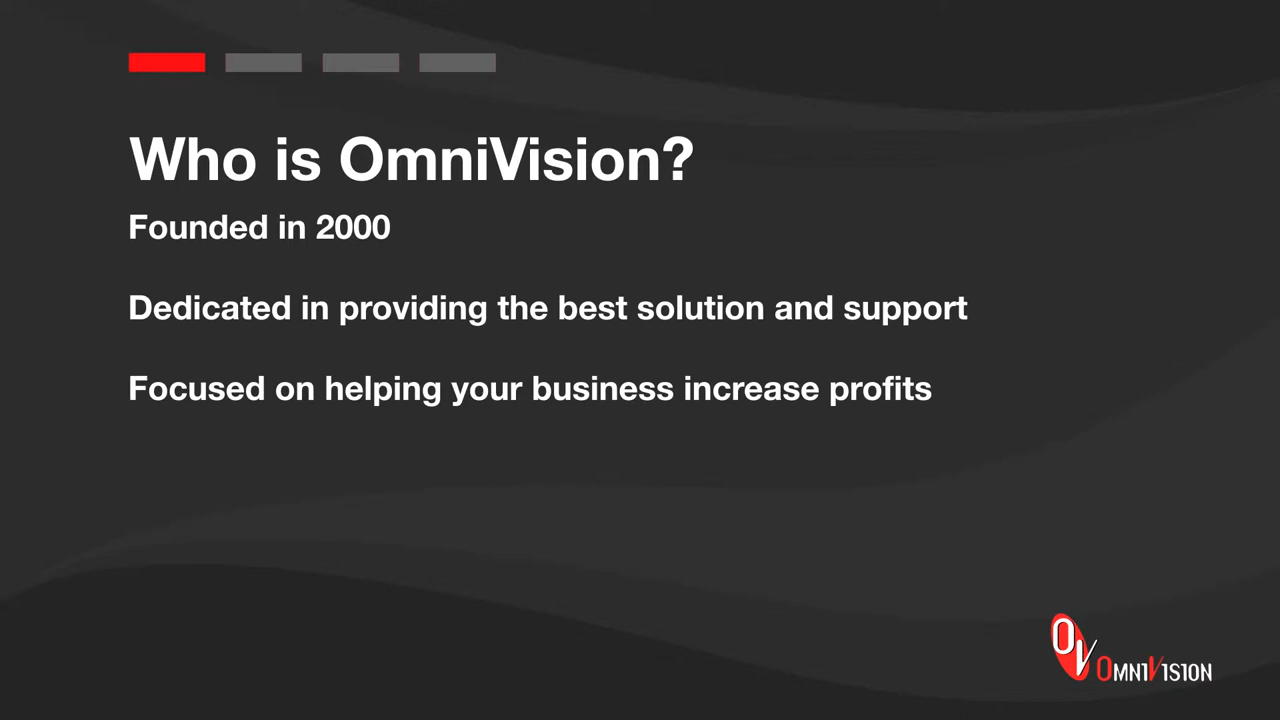 Who is OmniVision?
Founded in 2000
Dedicated in providing the best solution and support
Focused on helping your business increase profits
OV OmniVision